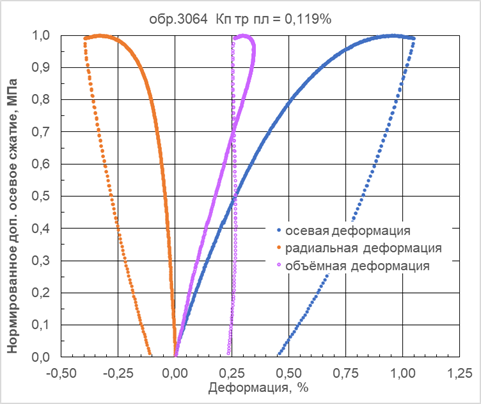 обр.3064 Кп тр пл = 0,119%
Нормированное доп. осевое сжатие, МПа
1,0
0,9
0,8
0,7
0,6
0,5
0,4
0,3
0,2
0,1
0,0
осевая деформация
радиальная деформация
объёмная деформация
-0,50 -0,25 0,00 0,25 0,50 0,75 1,00 1,25
Деформация, %